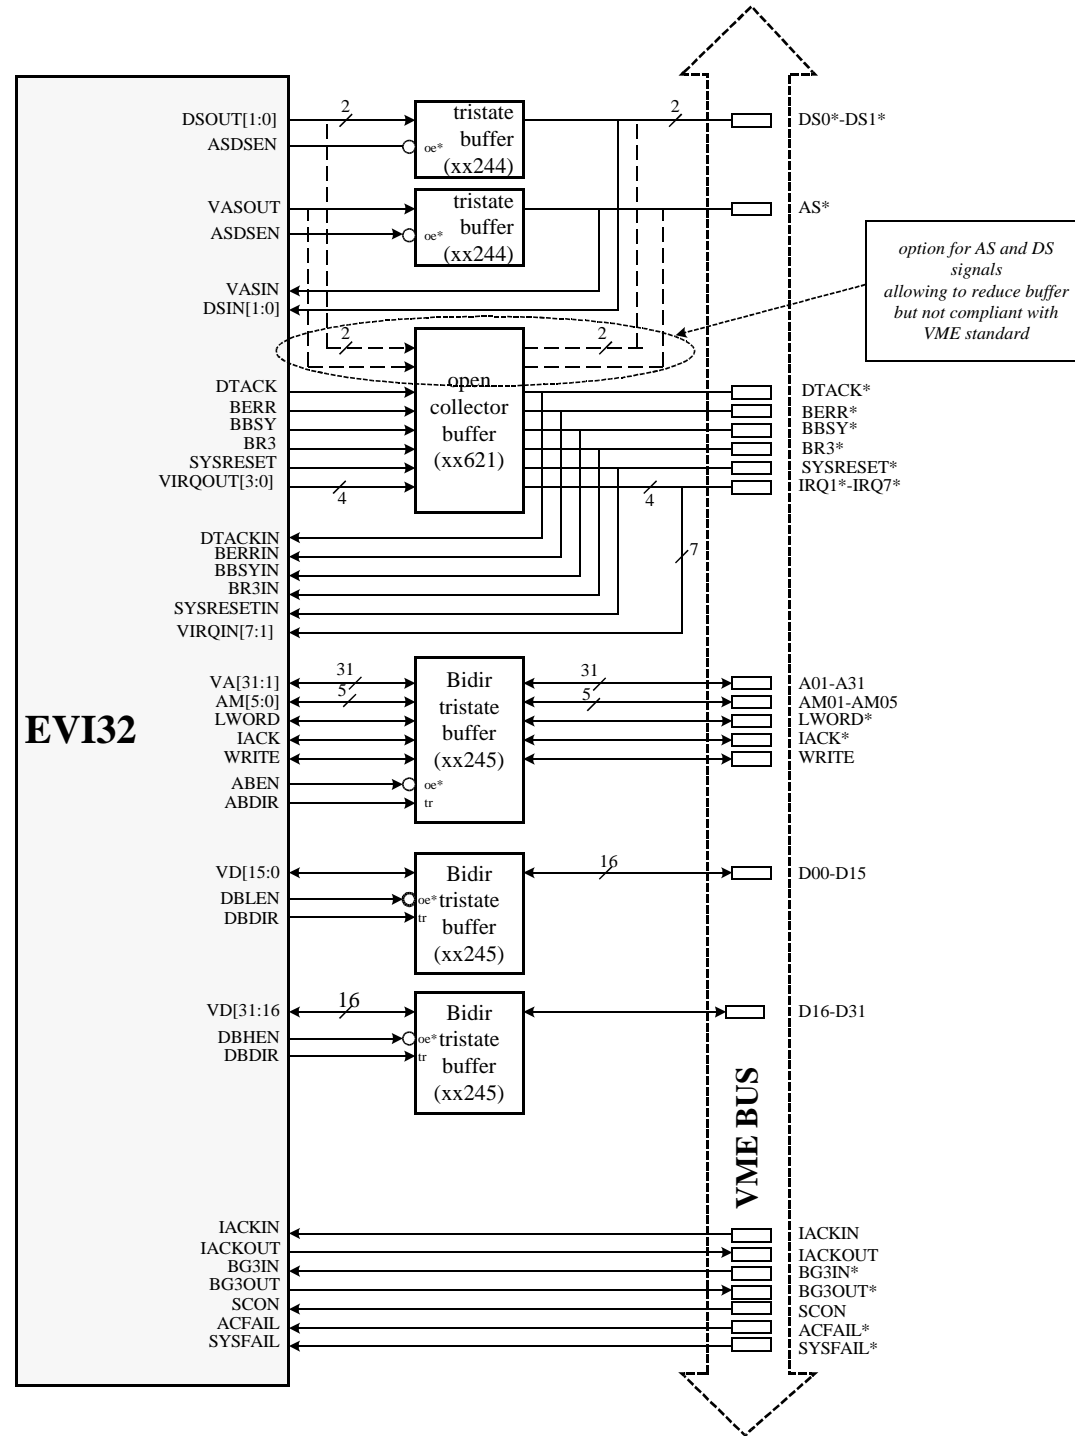 DSOUT[1:0]
2
tristate
buffer
(xx244)
oe*
2
DS0*-DS1*
ASDSEN
VASOUT
tristate
buffer
(xx244)
oe*
AS*
ASDSEN
option for AS and DS
signals
allowing to reduce buffer
but not compliant with
VME standard
VASIN
DSIN[1:0]
2
2
open
collector
buffer
(xx621)
DTACK
BERR
BBSY
BR3
SYSRESET
VIRQOUT[3:0]
4
4
DTACK*
BERR*
BBSY*
BR3*
SYSRESET*
IRQ1*-IRQ7*
DTACKIN
BERRIN
BBSYIN
BR3IN
SYSRESETIN
VIRQIN[7:1]
7
EVI32
VA[31:1]
AM[5:0]
LWORD
IACK
WRITE
ABEN
ABDIR
31
5
Bidir
tristate
buffer
(xx245)
oe*
tr
31
5
A01-A31
AM01-AM05
LWORD*
IACK*
WRITE
VD[15:0
DBLEN
DBDIR
Bidir
oe* tristate
tr
buffer
(xx245)
16
D00-D15
VD[31:16
DBHEN
DBDIR
16
Bidir
oe* tristate
tr
buffer
(xx245)
D16-D31
VME BUS
IACKIN
IACKOUT
BG3IN
BG3OUT
SCON
ACFAIL
SYSFAIL
IACKIN
IACKOUT
BG3IN*
BG3OUT*
SCON
ACFAIL*
SYSFAIL*